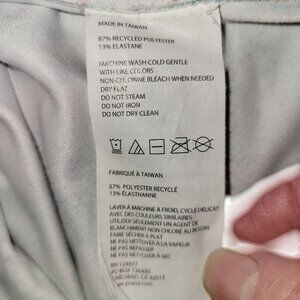 MADE IN TAIWAN
87% RECYCLED POLYESTER
13% ELASTANE
MACHINE WASH COLD GENTLE
WITH LIKE COLORS
NON-CHLORINE BLEACH WHEN NEEDED
DRY FLAT
DO NOT STEAM
DO NOT IRON
DO NOT DRY CLEAN
FABRIQUÉ À TAIWAN
87% POLYESTER RECYCLÉ
13% ÉLASTHANNE
LAVER À MACHINE À FROID, CYCLE DÉLICAT
AVEC COULEURS SIMILAIRES
UTILISER SEULEMENT UN AGENT DE
BLANCHIMENT NON CHLORÉ AU BESOIN
FAIRE SÉCHER À PLAT
NE PAS NETTOYER À LA VAPEUR
NE PAS REPASSER
NE PAS NETTOYER À SEC
RN
PO BOX
CARLSBAD, CA 92013
www.prana.com